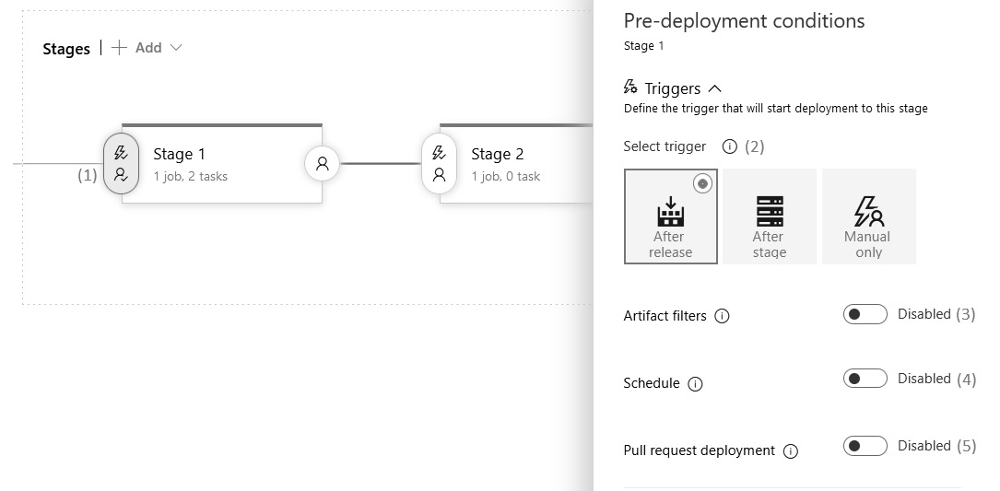 Stages | + Add
(1)
Stage 1
1 job, 2 tasks
Stage 2
1 job, 0 task
Pre-deployment conditions
Stage 1
Triggers
Define the trigger that will start deployment to this stage
Select trigger (2)
After
release
After
stage
Manual
only
Artifact filters Disabled (3)
Schedule Disabled (4)
Pull request deployment Disabled (5)